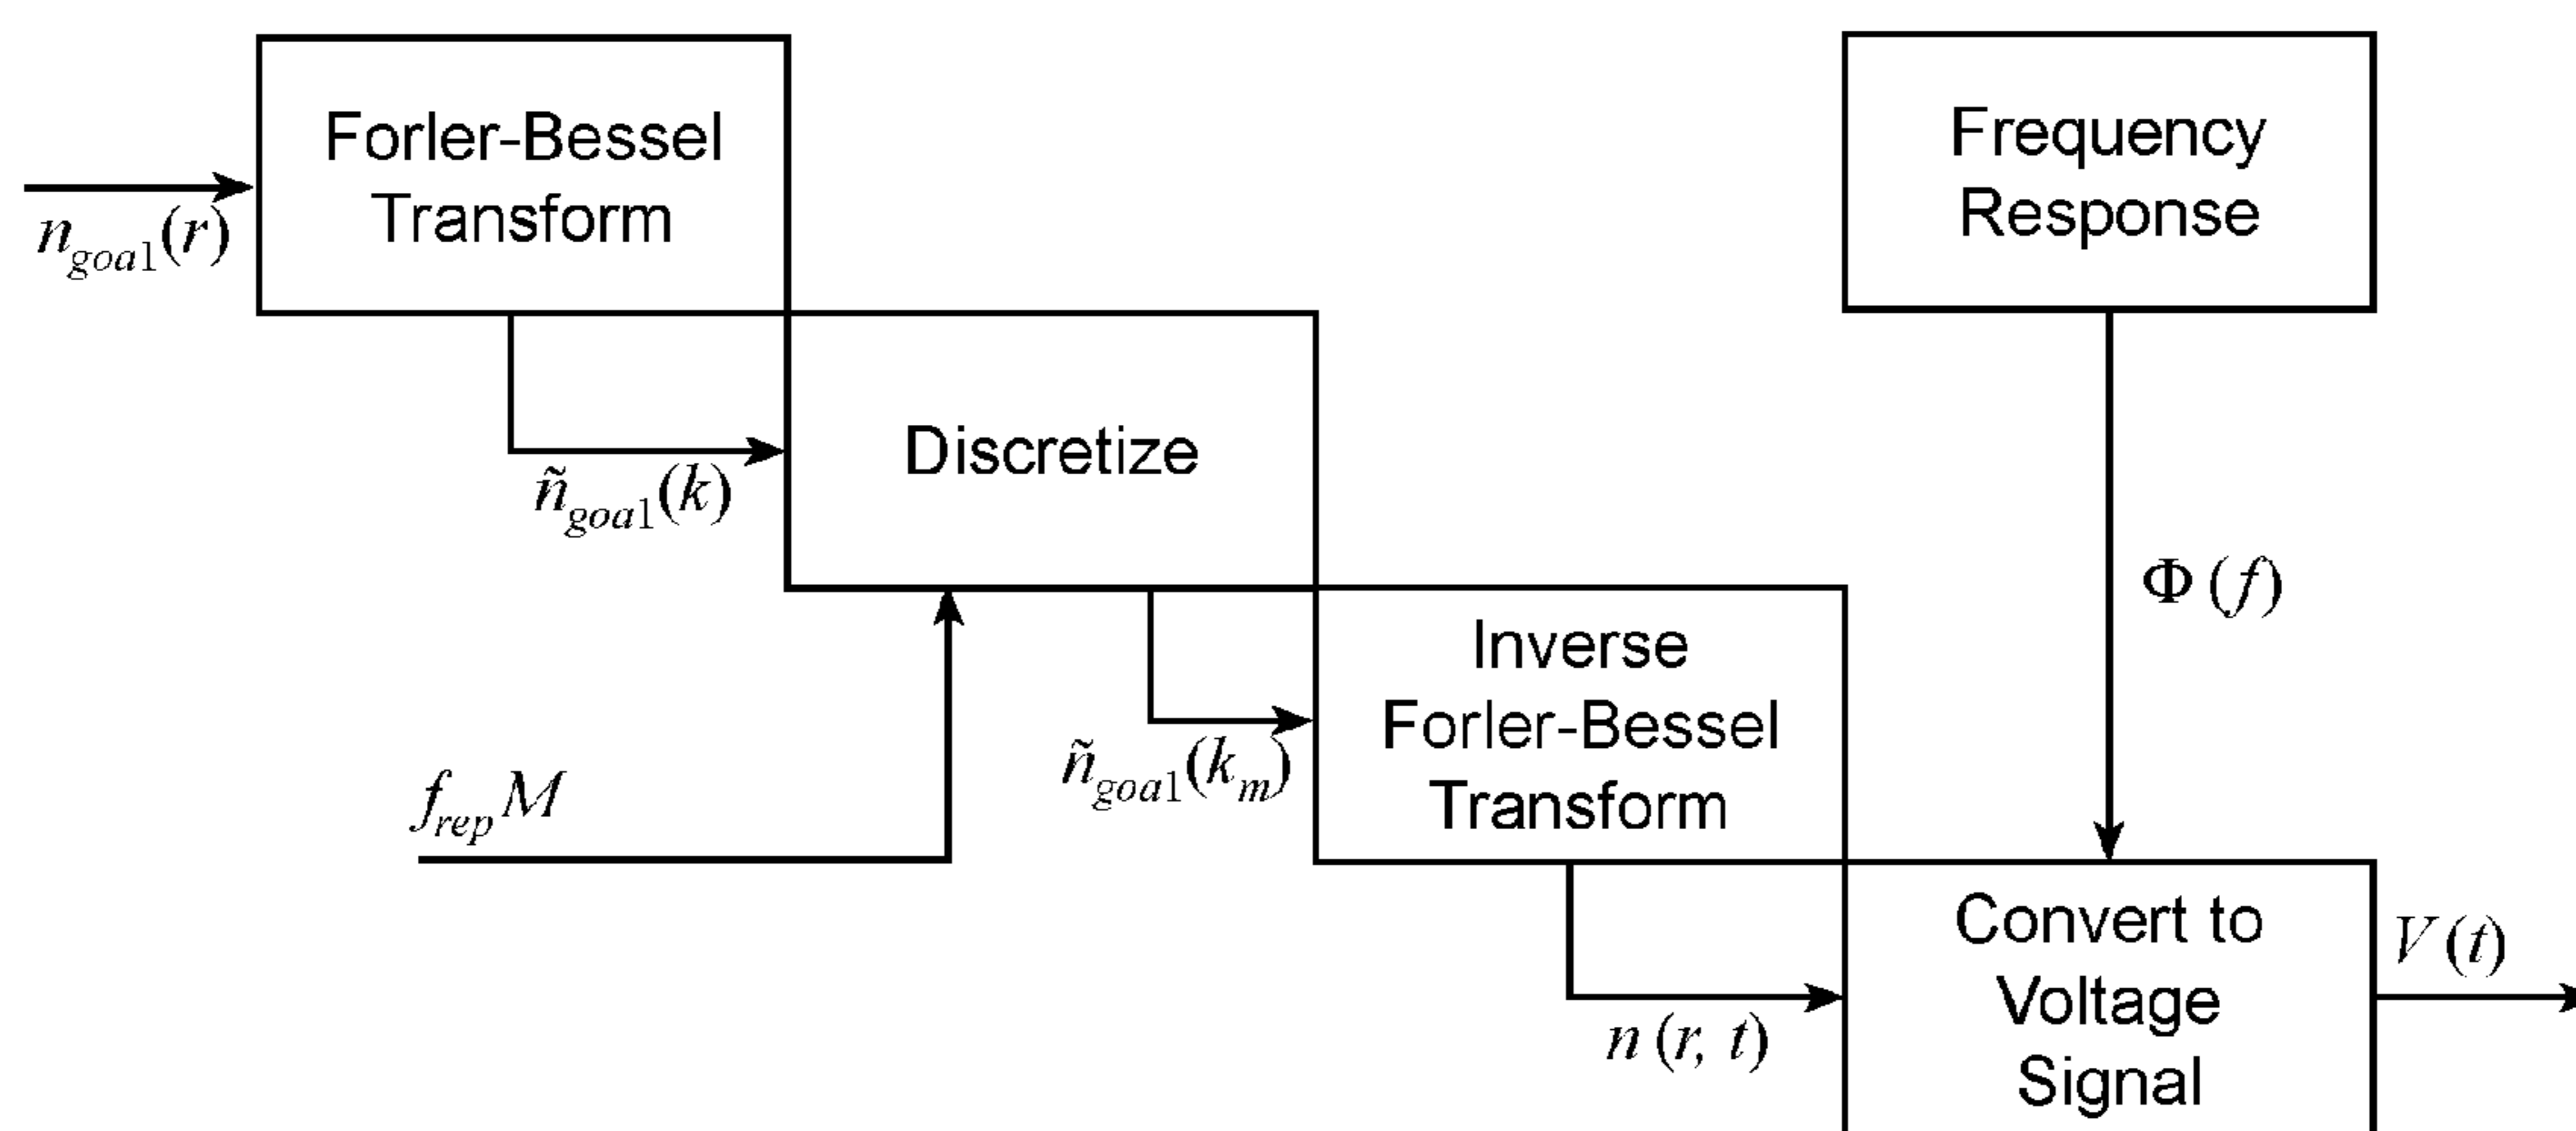 Forler-Bessel
Transform
n_goal(r)
Frequency
Response
Discretize
ñ_goal(k)
Φ(f)
Inverse
Forler-Bessel
Transform
ñ_goal(k_m)
f_rep M
Convert to
Voltage
Signal
V(t)
n(r, t)